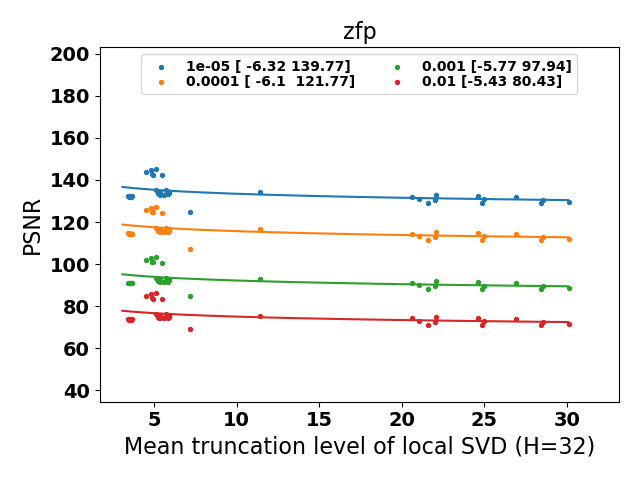 zfp
1e-05 [ -6.32 139.77]
0.0001 [ -6.1  121.77]
0.001 [-5.77 97.94]
0.01 [-5.43 80.43]
200
180
160
140
120
100
80
60
40
PSNR
5 10 15 20 25 30
Mean truncation level of local SVD (H=32)